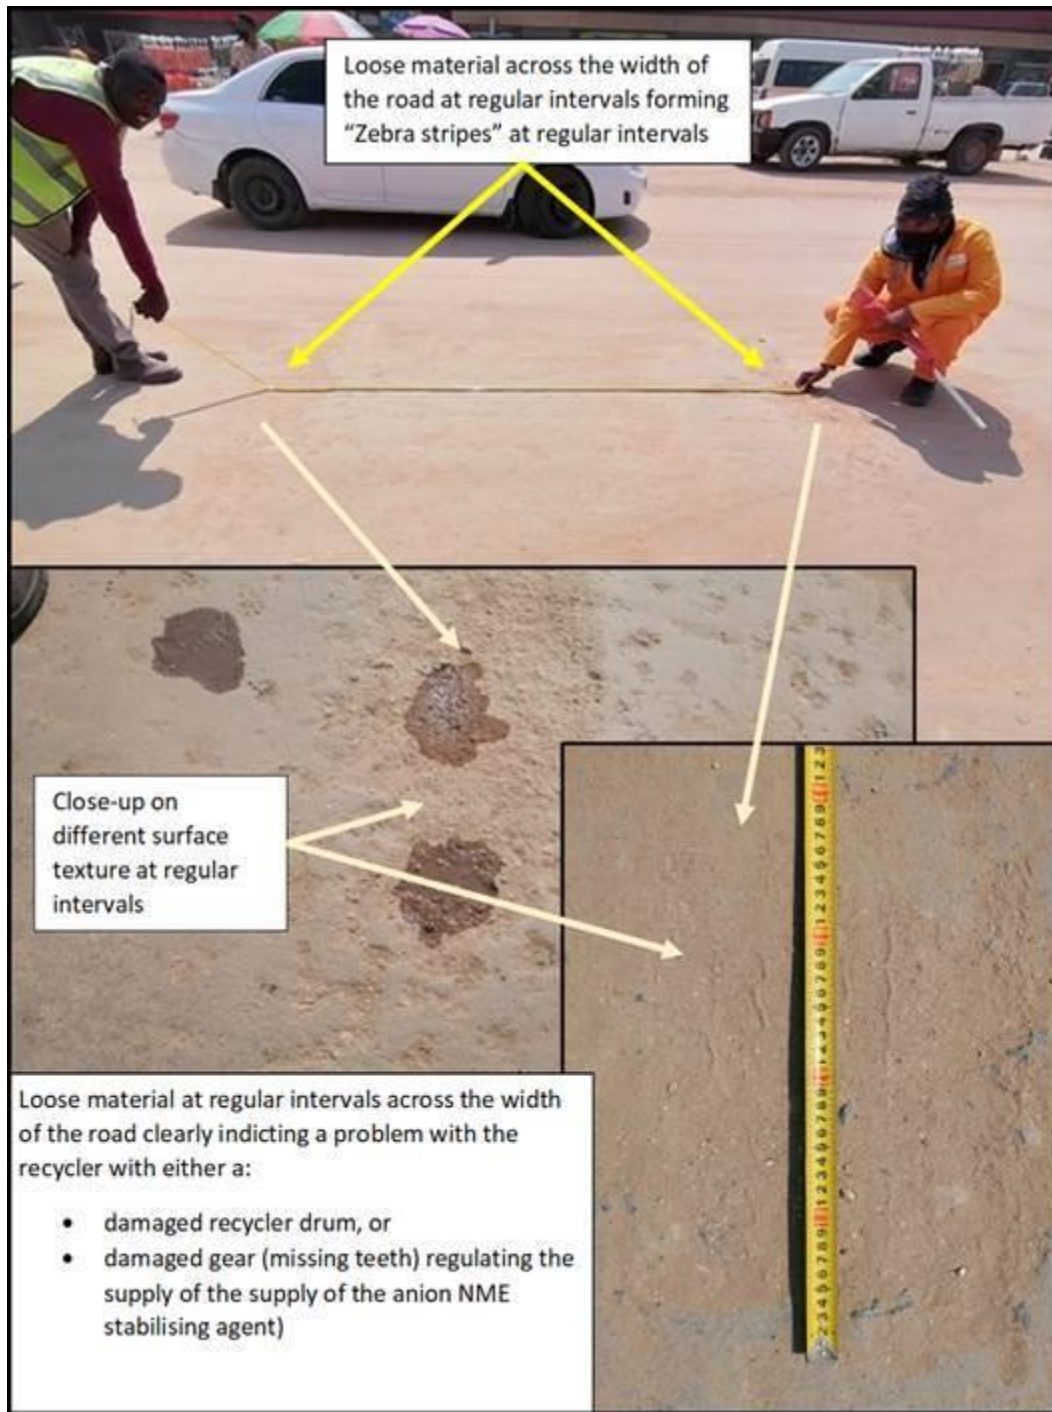 Loose material across the width of
the road at regular intervals forming
“Zebra stripes” at regular intervals
Close-up on
different surface
texture at regular
intervals
Loose material at regular intervals across the width
of the road clearly indicting a problem with the
recycler with either a:
• damaged recycler drum, or
• damaged gear (missing teeth) regulating the
supply of the supply of the anion NME
stabilising agent)